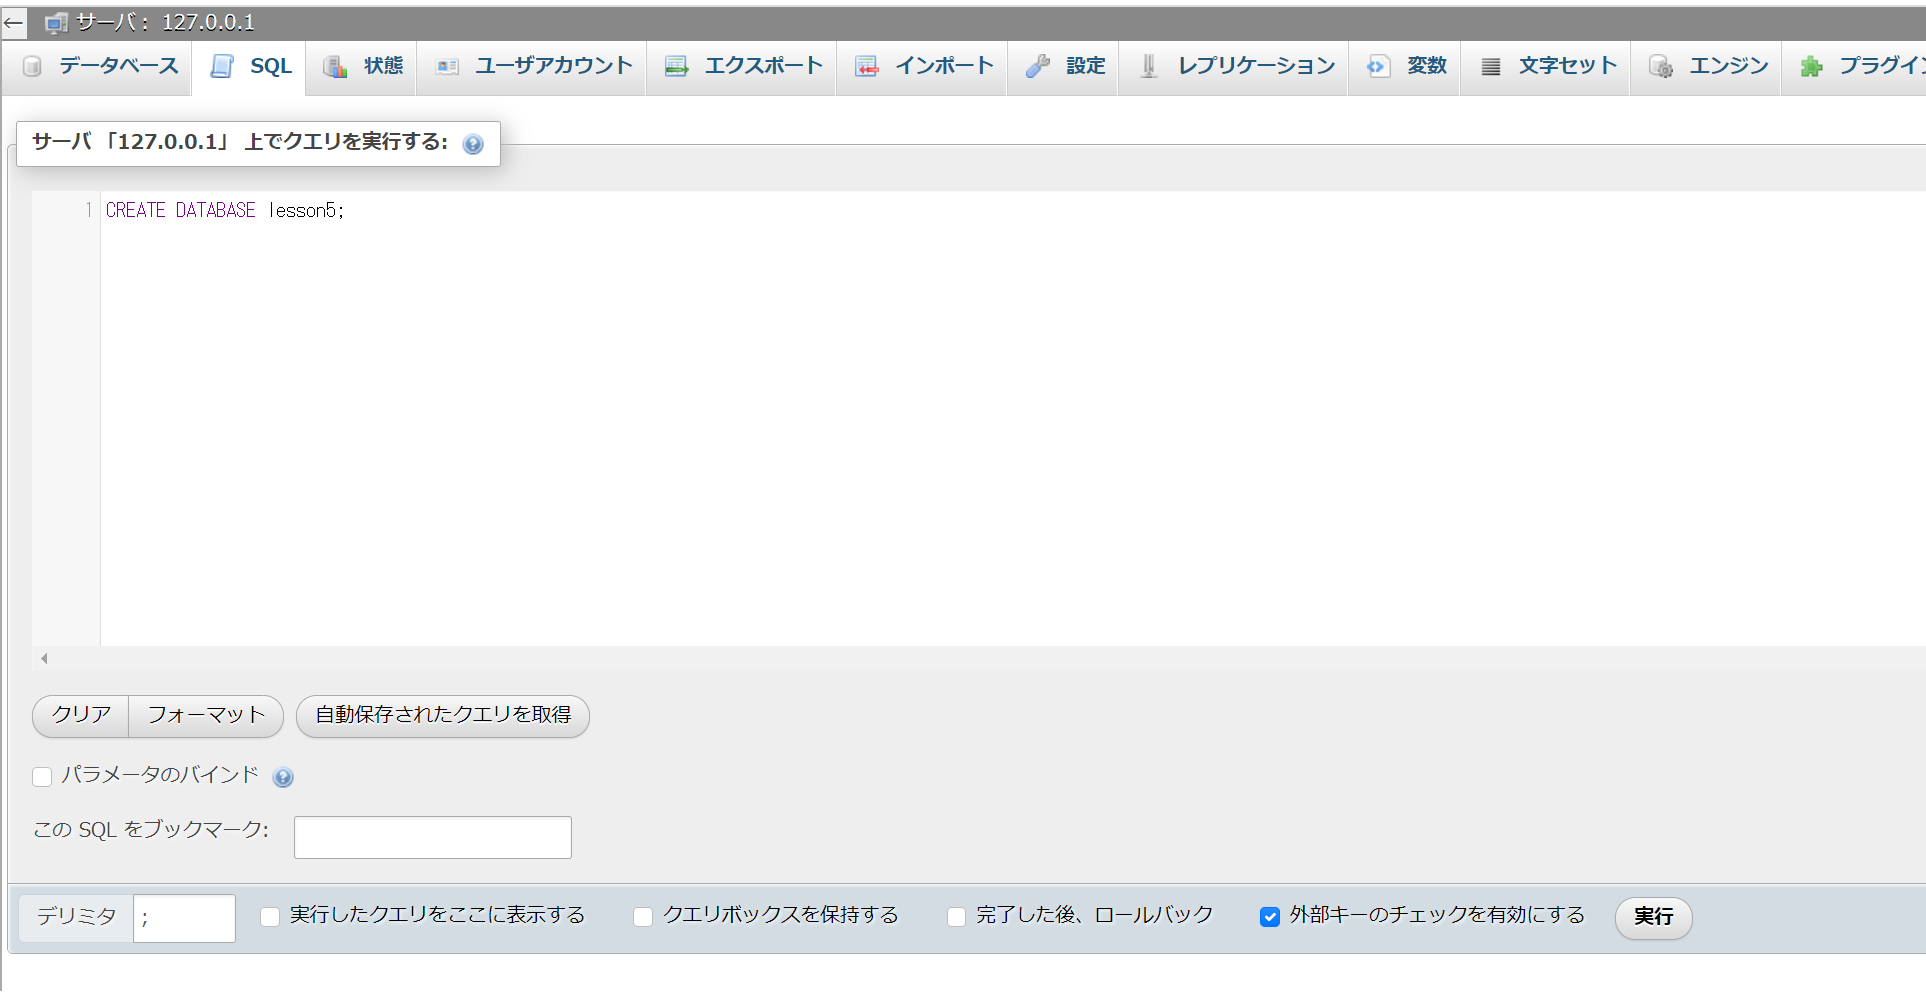 サーバ： 127.0.0.1
データベース SQL 状態 ユーザアカウント エクスポート インポート 設定 レプリケーション 変数 文字セット エンジン プラグイン
サーバ 「127.0.0.1」 上でクエリを実行する:
1 CREATE DATABASE lesson5;
クリア フォーマット 自動保存されたクエリを取得
パラメータのバインド
この SQL をブックマーク:
デリミタ ; 実行したクエリをここに表示する クエリボックスを保持する 完了した後、ロールバック 外部キーのチェックを有効にする 実行